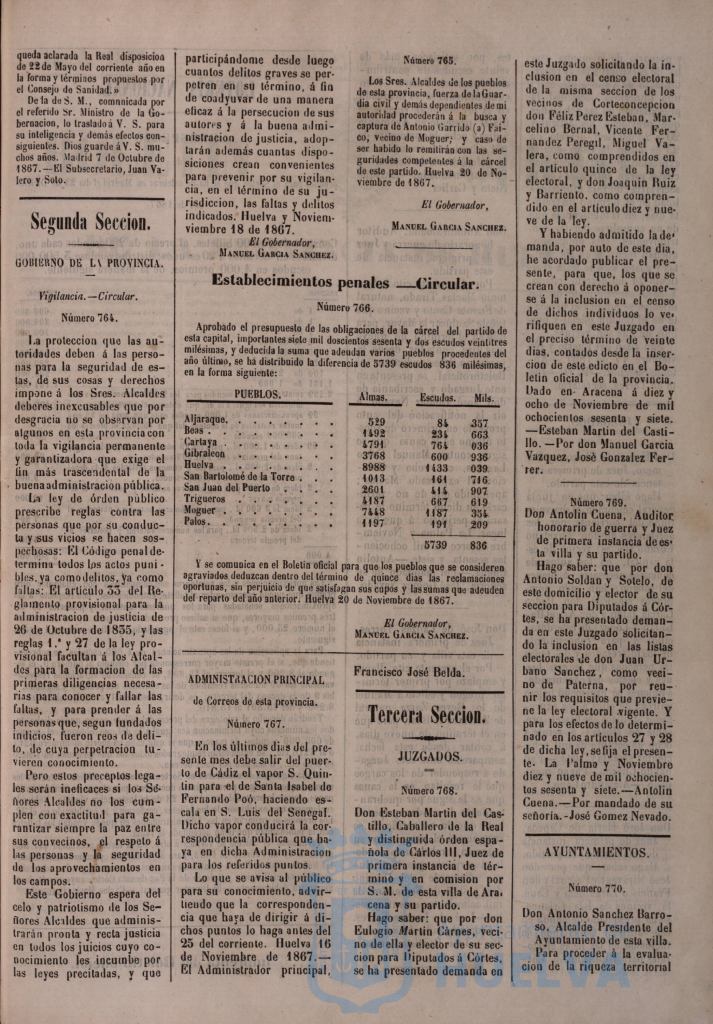 queda aclarada la Real disposicion
de 22 de Mayo del corriente año en
la forma y términos propuestos por
el Consejo de Sanidad.»
De la de S. M., comunicada por
el referido Sr. Ministro de la Go-
bernacion, lo traslado á V. S. para
su inteligencia y demás efectos con-
siguientes. Dios guarde á V. S. mu-
chos años. Madrid 7 de Octubre de
1867.—El Subsecretario, Juan Va-
lero y Soto.
Segunda Seccion.
GOBIERNO DE LA PROVINCIA.
Vigilancia.—Circular.
Número 764.
La proteccion que las au-
toridades deben á las perso-
nas para la seguridad de es-
tas, de sus cosas y derechos
impone á los Sres. Alcaldes
deberes inexcusables que por
desgracia no se observan por
algunos en esta provincia con
toda la vigilancia permanente
y garantizadora que exige el
fin más trascendental de la
buena administracion pública.
La ley de órden público
prescribe reglas contra las
personas que por su conduc-
ta y sus vicios se hacen sos-
pechosas: El Código penal de-
termina todos los actos puni-
bles, ya como delitos, ya como
faltas: El artículo 33 del Re-
glamento provisional para la
administracion de justicia de
26 de Octubre de 1835, y las
reglas 1.ª y 27 de la ley pro-
visional facultan á los Alcal-
des para la formacion de las
primeras diligencias necesa-
rias para conocer y fallar las
faltas, y para prender á las
personas que, segun fundados
indicios, fueron reos de deli-
to, de cuya perpetracion tu-
vieren conocimiento.
Pero estos preceptos lega-
les serán ineficaces si los Se-
ñores Alcaldes no los cum-
plen con exactitud para ga-
rantizar siempre la paz entre
sus convecinos, el respeto á
las personas y la seguridad
de los aprovechamientos en
los campos.
Este Gobierno espera del
celo y patriotismo de los Se-
ñores Alcaldes que adminis-
trarán pronta y recta justicia
en todos los juicios cuyo co-
nocimiento les incumbe por
las leyes precitadas, y que
participándome desde luego
cuantos delitos graves se per-
petren en su término, á fin
de coadyuvar de una manera
eficaz á la persecucion de sus
autores y á la buena admi-
nistracion de justicia, adop-
tarán además cuantas dispo-
siciones crean convenientes
para prevenir por su vigilan-
cia, en el término de su ju-
risdiccion, las faltas y delitos
indicados. Huelva y Noviem-
viembre 18 de 1867.
El Gobernador,
MANUEL GARCIA SANCHEZ.
Número 765.
Los Sres. Alcaldes de los pueblos
de esta provincia, fuerza de la Guar-
dia civil y demás dependientes de mi
autoridad procederán á la busca y
captura de Antonio Garrido (a) Fai-
co, vecino de Moguer; y caso de
ser habido lo remitirán con las se-
guridades competentes á la cárcel
de este partido. Huelva 20 de No-
viembre de 1867.
El Gobernador,
MANUEL GARCIA SANCHEZ.
Establecimientos penales —Circular.
Número 766.
Aprobado el presupuesto de las obligaciones de la cárcel del partido de
esta capital, importantes siete mil doscientos sesenta y dos escudos veintitres
milésimas, y deducida la suma que adeudan varios pueblos procedentes del
año último, se ha distribuido la diferencia de 5739 escudos 836 milésimas,
en la forma siguiente:
PUEBLOS. Almas. Escudos. Mils.
Aljaraque. 529 84 357
Beas 1492 234 663
Cartaya 4791 764 036
Gibraleon 3768 600 936
Huelva 8988 1433 039
San Bartolomé de la Torre 1013 161 716
San Juan del Puerto 2601 414 907
Trigueros 4187 667 619
Moguer 7448 1187 354
Palos. 1197 191 209
5739 836
Y se comunica en el Boletin oficial para que los pueblos que se consideren
agraviados deduzcan dentro del término de quince dias las reclamaciones
oportunas, sin perjuicio de que satisfagan sus cupos y las sumas que adeuden
del reparto del año anterior. Huelva 20 de Noviembre de 1867.
El Gobernador,
MANUEL GARCIA SANCHEZ.
ADMINISTRACION PRINCIPAL
de Correos de esta provincia.
Número 767.
En los últimos dias del pre-
sente mes debe salir del puer-
to de Cádiz el vapor S. Quin-
tin para el de Santa Isabel de
Fernando Poó, haciendo es-
cala en S. Luis del Senegal.
Dicho vapor conducirá la cor-
respondencia pública que ha-
ya en dicha Administracion
para los referidos puntos.
Lo que se avisa al público
para su conocimiento, advir-
tiendo que la corresponden-
cia que haya de dirigir á di-
chos puntos lo haga antes del
25 del corriente. Huelva 16
de Noviembre de 1867.—
El Administrador principal,
Francisco José Belda.
Tercera Seccion.
JUZGADOS.
Número 768.
Don Esteban Martin del Cas-
tillo, Caballero de la Real
y distinguida órden espa-
ñola de Cárlos III, Juez de
primera instancia de tér-
mino y en comision por
S. M. de esta villa de Ara-
cena y su partido.
Hago saber: que por don
Eulogio Martin Cárnes, veci-
no de ella y elector de su sec-
cion para Diputados á Córtes,
se ha presentado demanda en
este Juzgado solicitando la in-
clusion en el censo electoral
de la misma seccion de los
vecinos de Corteconcepcion
don Féliz Perez Esteban, Mar-
celino Bernal, Vicente Fer-
nandez Peregil, Miguel Va-
lera, como comprendidos en
el artículo quince de la ley
electoral, y don Joaquin Ruiz
y Barriento, como compren-
dido en el artículo diez y nue-
ve de la ley.
Y habiendo admitido la de-
manda, por auto de este dia,
he acordado publicar el pre-
sente, para que, los que se
crean con derecho á oponer-
se á la inclusion en el censo
de dichos individuos lo ve-
rifiquen en este Juzgado en
el preciso término de veinte
dias, contados desde la inser-
cion de este edicto en el Bo-
letin oficial de la provincia.
Dado en Aracena á diez y
ocho de Noviembre de mil
ochocientos sesenta y siete.
—Esteban Martin del Casti-
llo.—Por don Manuel Garcia
Vazquez, José Gonzalez Fer-
rer.
Número 769.
Don Antolin Cuena, Auditor
honorario de guerra y Juez
de primera instancia de es-
ta villa y su partido.
Hago saber: que por don
Antonio Soldan y Sotelo, de
este domicilio y elector de su
seccion para Diputados á Cór-
tes, se ha presentado deman-
da en este Juzgado solicitan-
do la inclusion en las listas
electorales de don Juan Ur-
bano Sanchez, como veci-
no de Paterna, por reu-
nir los requisitos que previe-
ne la ley electoral vigente. Y
para los efectos de lo determi-
nado en los artículos 27 y 28
de dicha ley, se fija el presen-
te. La Palma y Noviembre
diez y nueve de mil ochocien-
tos sesenta y siete.—Antolin
Cuena.—Por mandado de su
señoria.-José Gomez Nevado.
AYUNTAMIENTOS.
Número 770.
Don Antonio Sanchez Barro-
so, Alcalde Presidente del
Ayuntamiento de esta villa.
Para proceder á la evalua-
cion de la riqueza territorial
HUELVA